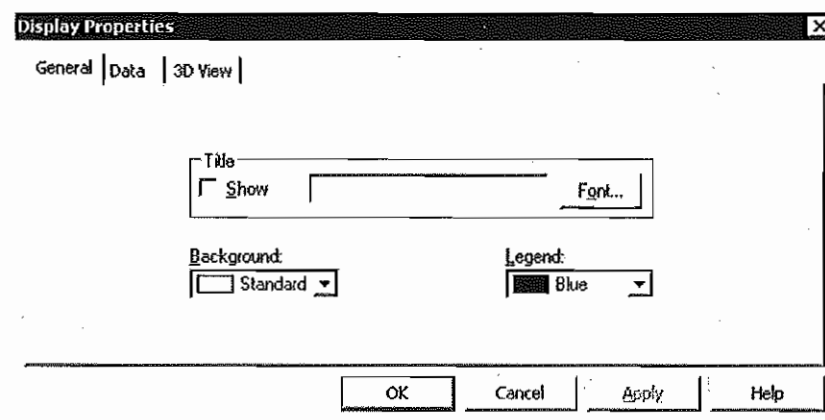 Display Properties
General Data 3D View
Title
Show Font...
Background: Legend:
Standard Blue
OK Cancel Apply Help